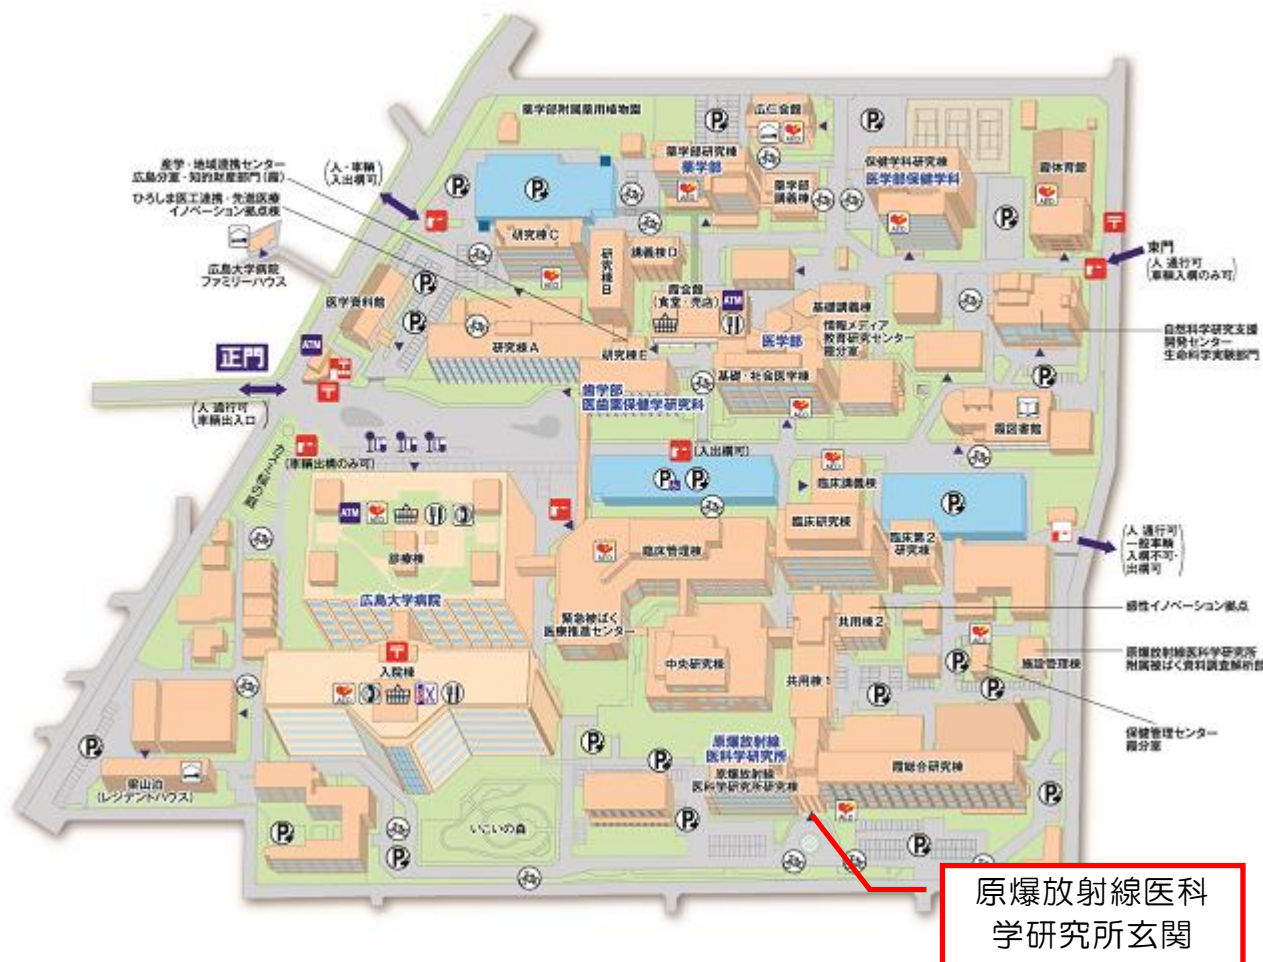 薬学部附属薬用植物園
広仁会館
産学・地域連携センター
広島分室・知的財産部門(霞)
(人・車輛
入出構可)
ひろしま医工連携・先進医療
イノベーション拠点棟
薬学部研究棟
薬学部
薬学部
講義棟
保健学科研究棟
医学部保健学科
霞体育館
AED
P
研究棟C
研究棟B
講義棟D
東門
(人 通行可
車輛入構のみ可)
広島大学病院
ファミリーハウス
医学資料館
霞会館
(食堂・売店)
ATM
基礎講義棟
情報メディア
教育研究センター
霞分室
医学部
自然科学研究支援
開発センター
生命科学実験部門
研究棟A
研究棟E
基礎・社会医学棟
正門
ATM
(人 通行可
車輛出入口)
歯学部
医歯薬保健学研究科
霞図書館
(車輛出構のみ可)
(入出構可)
臨床講義棟
ATM
AED
診療棟
広島大学病院
臨床管理棟
臨床研究棟
臨床第2
研究棟
(人 通行可
一般車輛
入構不可・
出構可)
緊急被ばく
医療推進センター
共用棟2
感性イノベーション拠点
中央研究棟
共用棟1
施設管理棟
原爆放射線医科学研究所
附属被ばく資料調査解析部
入院棟
保健管理センター
霞分室
原爆放射線
医科学研究所
原爆放射線
医科学研究所研究棟
霞総合研究棟
(レジデントハウス)
いこいの森
原爆放射線医科
学研究所玄関